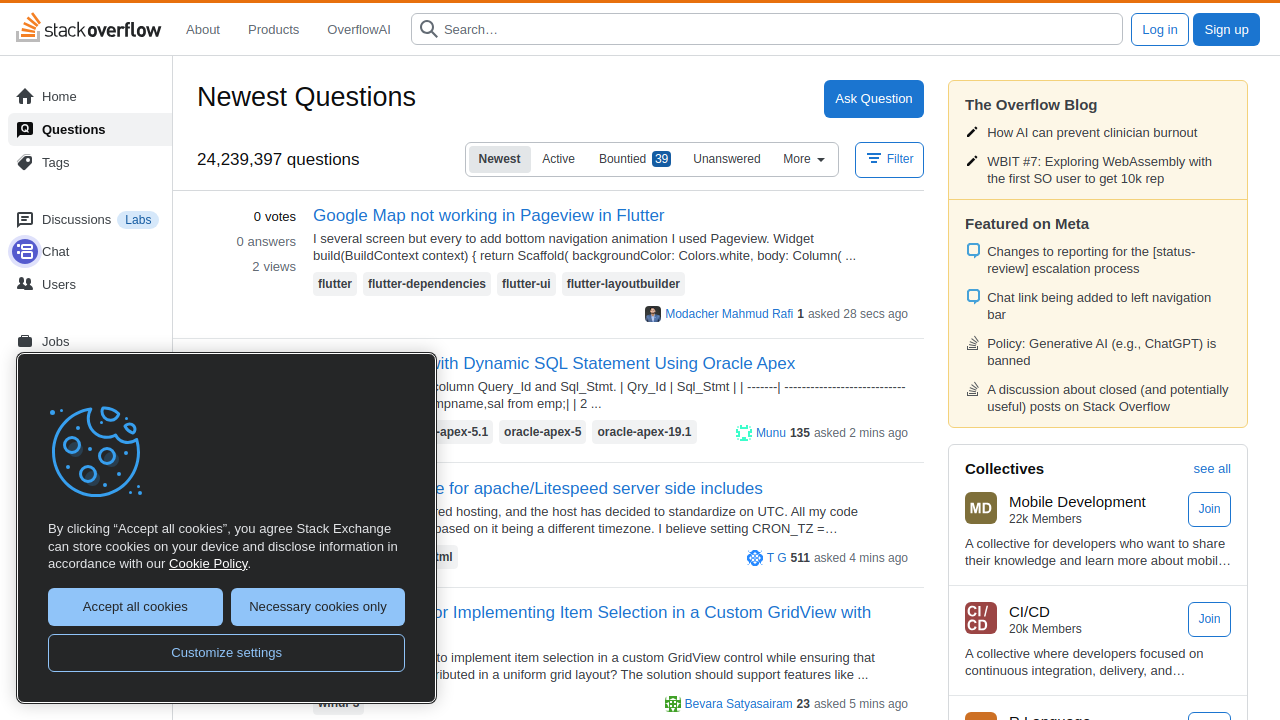 stack overflow
About
Products
OverflowAI
Search…
Log in
Sign up
Home
Questions
Tags
Discussions
Labs
Chat
Users
Jobs
Newest Questions
Ask Question
24,239,397 questions
Newest
Active
Bountied 39
Unanswered
More
Filter
0 votes
0 answers
2 views
Google Map not working in Pageview in Flutter
I several screen but every to add bottom navigation animation I used Pageview. Widget
build(BuildContext context) { return Scaffold( backgroundColor: Colors.white, body: Column( ...
flutter
flutter-dependencies
flutter-ui
flutter-layoutbuilder
Modacher Mahmud Rafi 1 asked 28 secs ago
with Dynamic SQL Statement Using Oracle Apex
column Query_Id and Sql_Stmt. | Qry_Id | Sql_Stmt | | -------| ----------------------------
mpname,sal from emp;| | 2 ...
-apex-5.1
oracle-apex-5
oracle-apex-19.1
Munu 135 asked 2 mins ago
e for apache/Litespeed server side includes
red hosting, and the host has decided to standardize on UTC. All my code
based on it being a different timezone. I believe setting CRON_TZ =…
tml
T G 511 asked 4 mins ago
or Implementing Item Selection in a Custom GridView with
to implement item selection in a custom GridView control while ensuring that
ributed in a uniform grid layout? The solution should support features like ...
Bevara Satyasairam 23 asked 5 mins ago
By clicking “Accept all cookies”, you agree Stack Exchange
can store cookies on your device and disclose information in
accordance with our Cookie Policy.
Accept all cookies
Necessary cookies only
Customize settings
The Overflow Blog
How AI can prevent clinician burnout
WBIT #7: Exploring WebAssembly with
the first SO user to get 10k rep
Featured on Meta
Changes to reporting for the [status-
review] escalation process
Chat link being added to left navigation
bar
Policy: Generative AI (e.g., ChatGPT) is
banned
A discussion about closed (and potentially
useful) posts on Stack Overflow
Collectives
see all
MD
Mobile Development
22k Members
Join
A collective for developers who want to share
their knowledge and learn more about mobil…
CI/
CD
CI/CD
20k Members
Join
A collective where developers focused on
continuous integration, delivery, and…
R Language